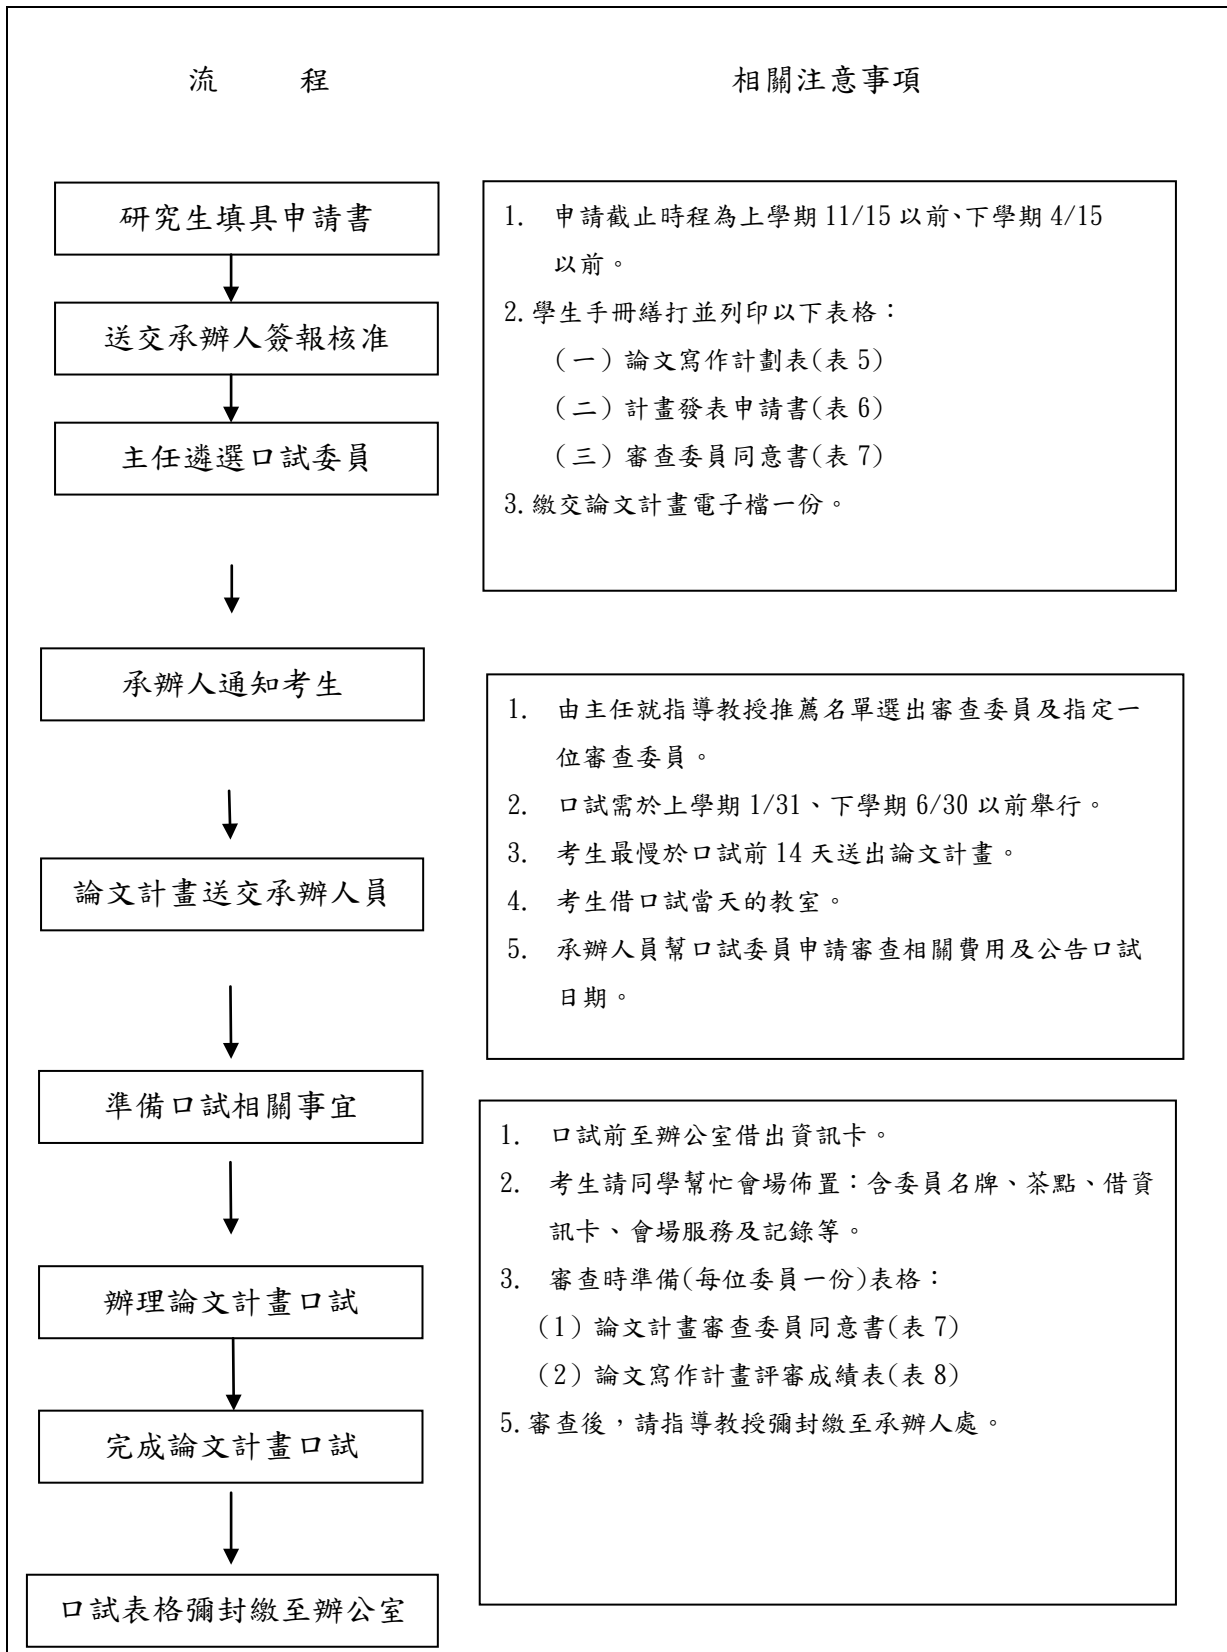 流 程
相關注意事項
研究生填具申請書
送交承辦人簽報核准
主任遴選口試委員
承辦人通知考生
論文計畫送交承辦人員
準備口試相關事宜
辦理論文計畫口試
完成論文計畫口試
口試表格彌封繳至辦公室
1. 申請截止時程為上學期 11/15 以前、下學期 4/15
以前。
2.學生手冊繕打並列印以下表格：
（一）論文寫作計劃表(表 5)
（二）計畫發表申請書(表 6)
（三）審查委員同意書(表 7)
3.繳交論文計畫電子檔一份。
1. 由主任就指導教授推薦名單選出審查委員及指定一
位審查委員。
2. 口試需於上學期 1/31、下學期 6/30 以前舉行。
3. 考生最慢於口試前 14 天送出論文計畫。
4. 考生借口試當天的教室。
5. 承辦人員幫口試委員申請審查相關費用及公告口試
日期。
1. 口試前至辦公室借出資訊卡。
2. 考生請同學幫忙會場佈置：含委員名牌、茶點、借資
訊卡、會場服務及記錄等。
3. 審查時準備(每位委員一份)表格：
（1）論文計畫審查委員同意書(表 7)
（2）論文寫作計畫評審成績表(表 8)
5.審查後，請指導教授彌封繳至承辦人處。